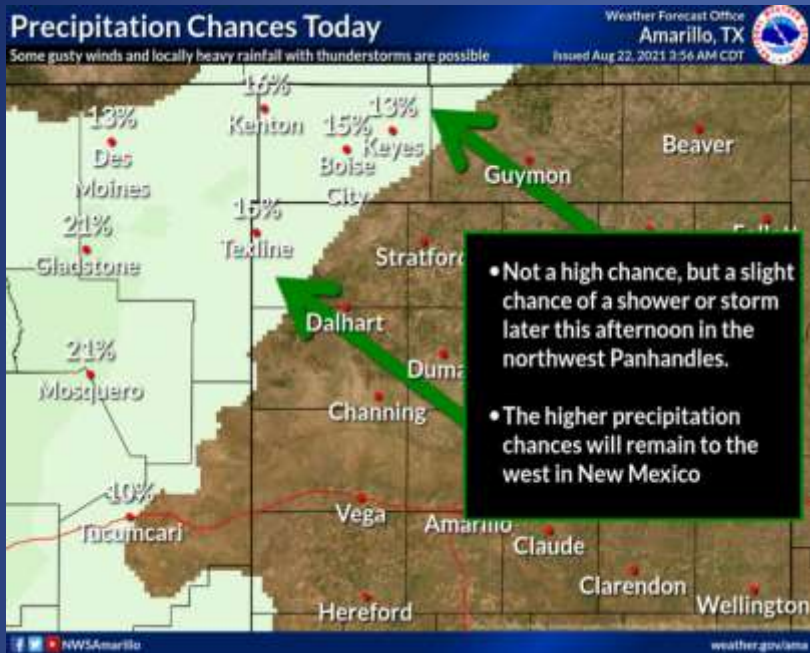 Precipitation Chances Today
Weather Forecast Office
Amarillo, TX
Some gusty winds and locally heavy rainfall with thunderstorms are possible
Issued Aug 22, 2021 3:56 AM CDT
16%
Kenton
13%
Keyes
15%
Boise
City
13%
Des
Moines
Beaver
Guymon
15%
Texline
21%
Gladstone
Stratford
Dalhart
• Not a high chance, but a slight
chance of a shower or storm
later this afternoon in the
northwest Panhandles.
• The higher precipitation
chances will remain to the
west in New Mexico
21%
Mosquero
Duma
Channing
10%
Tucumcari
Vega
Amarillo
Claude
Clarendon
Hereford
Wellington
NWSAmarillo
weather.gov/ama